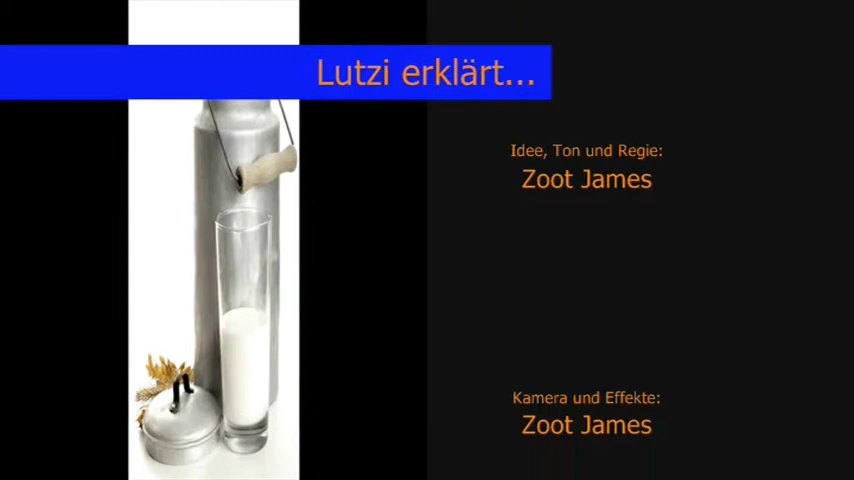 Lutzi erklärt...
Idee, Ton und Regie:
Zoot James
Kamera und Effekte:
Zoot James